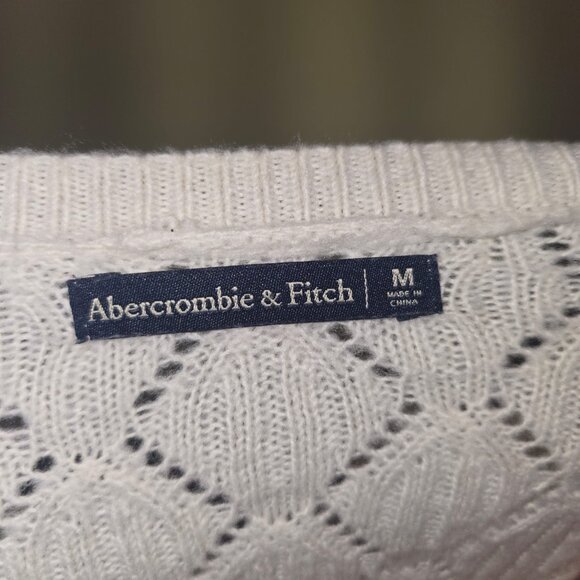 Abercrombie & Fitch | M
MADE IN
CHINA